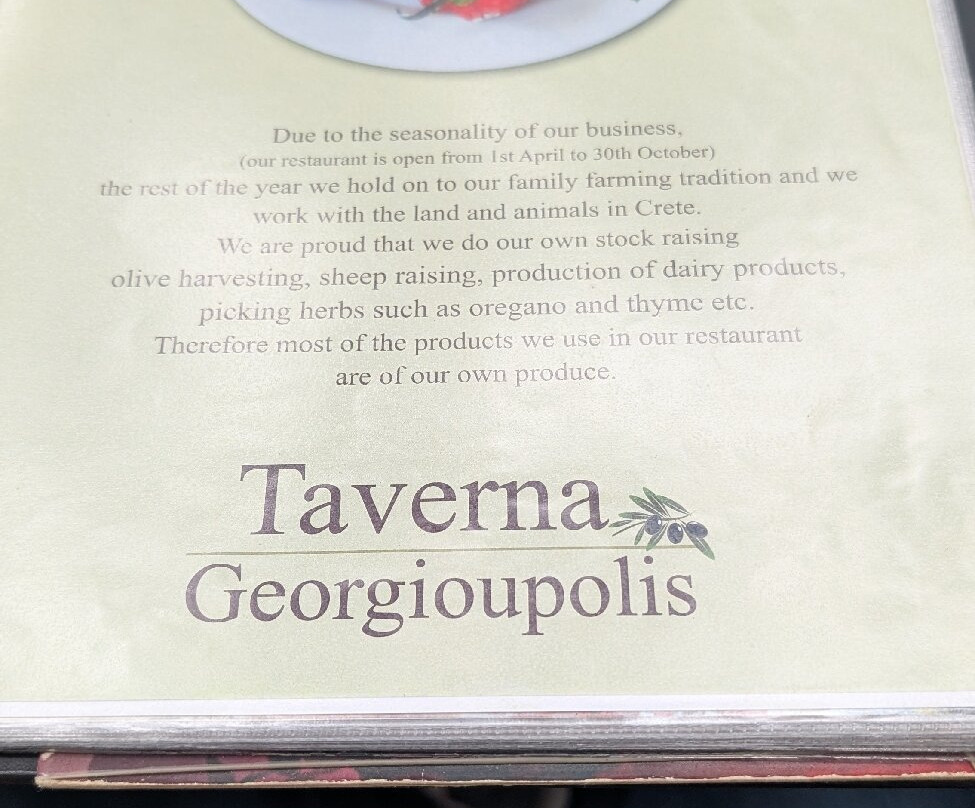 Due to the seasonality of our business,
(our restaurant is open from 1st April to 30th October)
the rest of the year we hold on to our family farming tradition and we
work with the land and animals in Crete.
We are proud that we do our own stock raising
olive harvesting, sheep raising, production of dairy products,
picking herbs such as oregano and thyme etc.
Therefore most of the products we use in our restaurant
are of our own produce.
Taverna
Georgioupolis